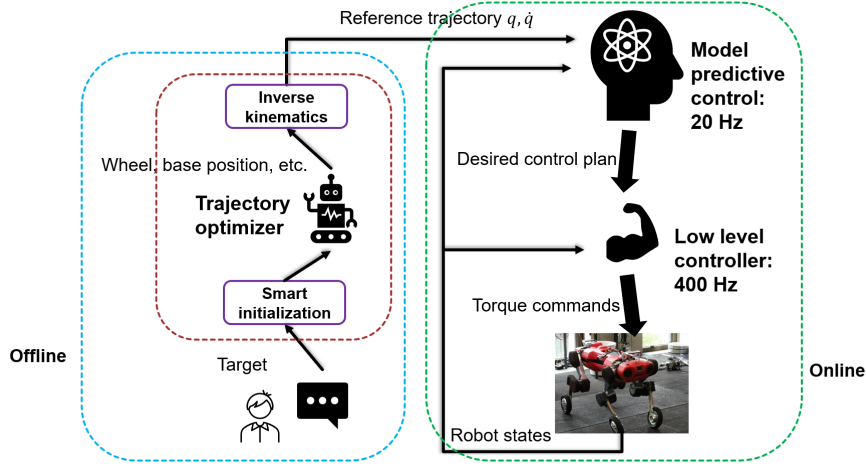 Reference trajectory q, q̇
Model
predictive
control:
20 Hz
Inverse
kinematics
Wheel, base position, etc.
Desired control plan
Trajectory
optimizer
Low level
controller:
400 Hz
Smart
initialization
Torque commands
Offline
Target
Online
Robot states